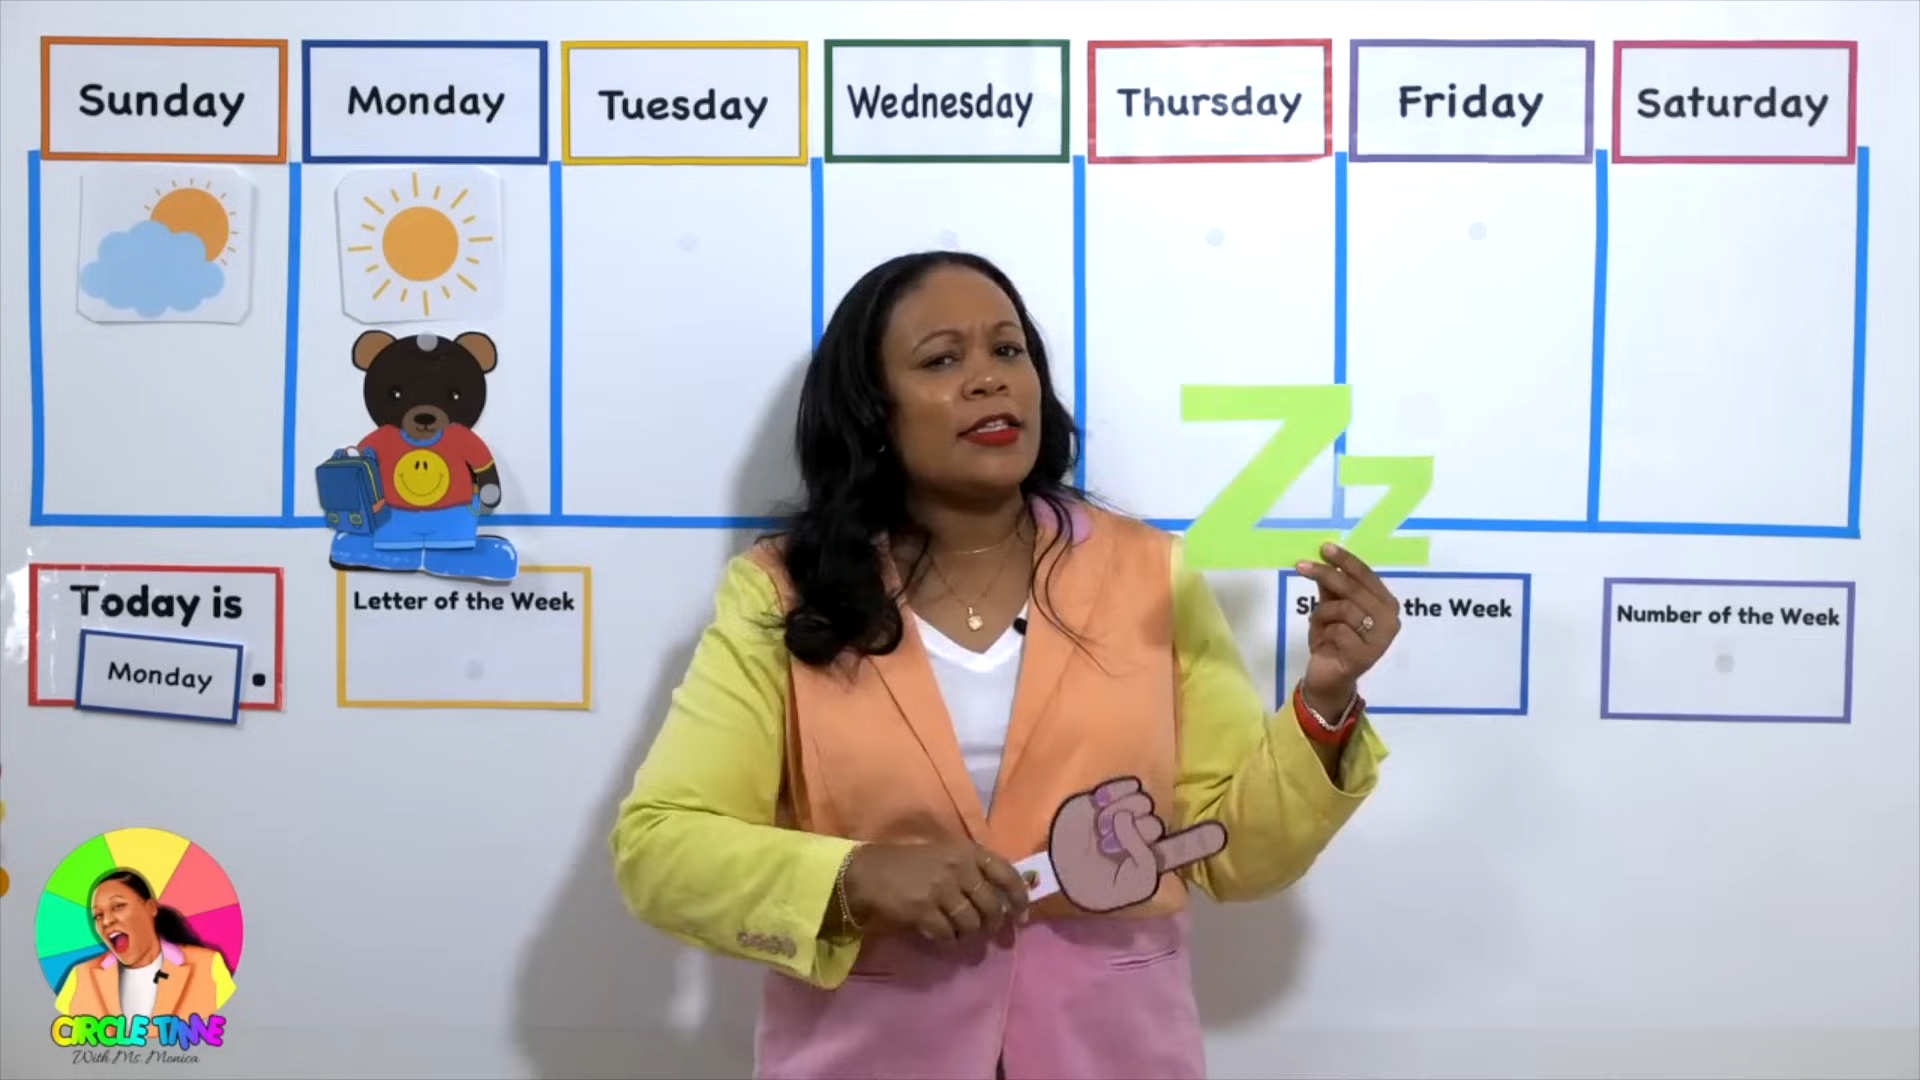 Sunday
Monday
Tuesday
Wednesday
Thursday
Friday
Saturday
Zz
Today is
Monday .
Letter of the Week
the Week
Number of the Week
CIRCLE TIME
With Ms. Monica